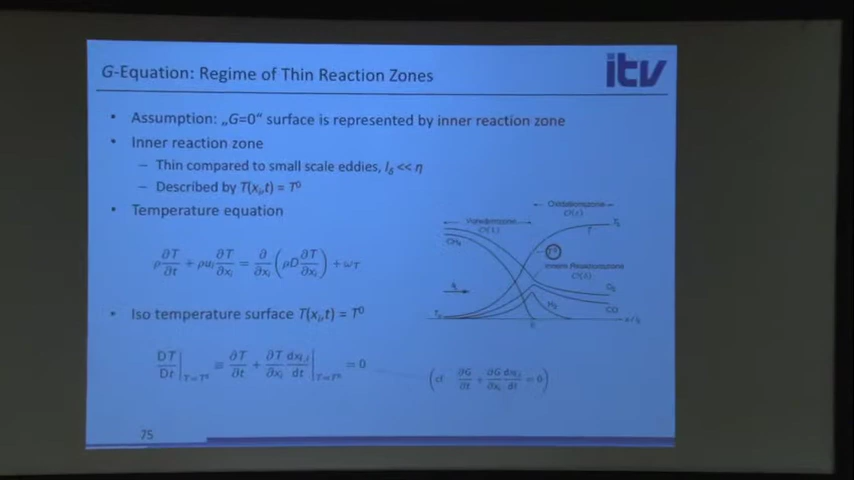 G-Equation: Regime of Thin Reaction Zones
itv
• Assumption: „G=0“ surface is represented by inner reaction zone
• Inner reaction zone
– Thin compared to small scale eddies, lδ << η
– Described by T(xi,t) = T⁰
• Temperature equation
ρ ∂T/∂t + ρui ∂T/∂xi = ∂/∂xi (ρD ∂T/∂xi) + ωT
• Iso temperature surface T(xi,t) = T⁰
DT/Dt |T=T⁰ ≡ ∂T/∂t + ∂T/∂xi dxi,i/dt |T=T⁰ = 0
(cf ∂G/∂t + ∂G/∂xi dxi,i/dt = 0)
Oxidationszone
Vorwärmzone
CH₄
T
Innere Reaktionszone
O₂
H₂
CO
75